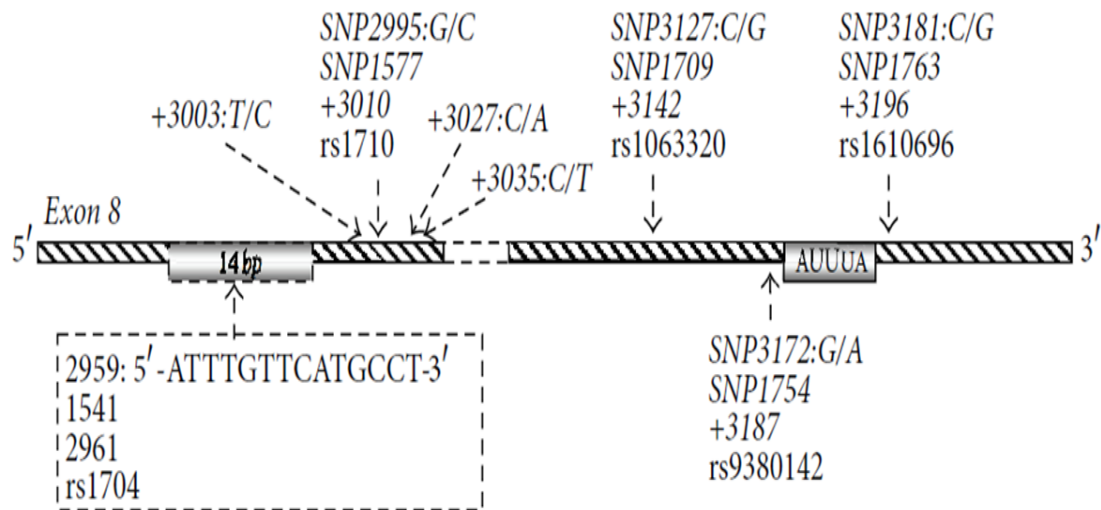 SNP2995:G/C
SNP1577
+3010
rs1710
SNP3127:C/G
SNP1709
+3142
rs1063320
SNP3181:C/G
SNP1763
+3196
rs1610696
+3003:T/C
+3027:C/A
+3035:C/T
Exon 8
5′
14 bp
AUUUA
3′
2959: 5′-ATTTGTTCATGCCT-3′
1541
2961
rs1704
SNP3172:G/A
SNP1754
+3187
rs9380142